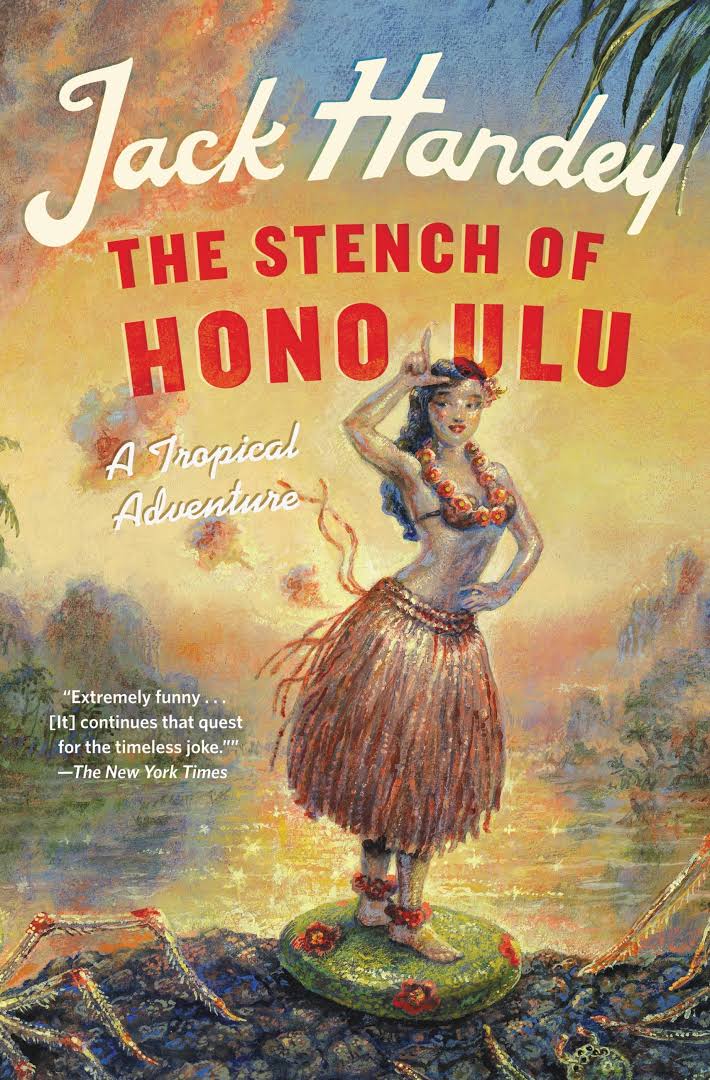 Jack Handey
THE STENCH OF
HONO ULU
A Tropical
Adventure
“Extremely funny . . .
[It] continues that quest
for the timeless joke.””
—The New York Times